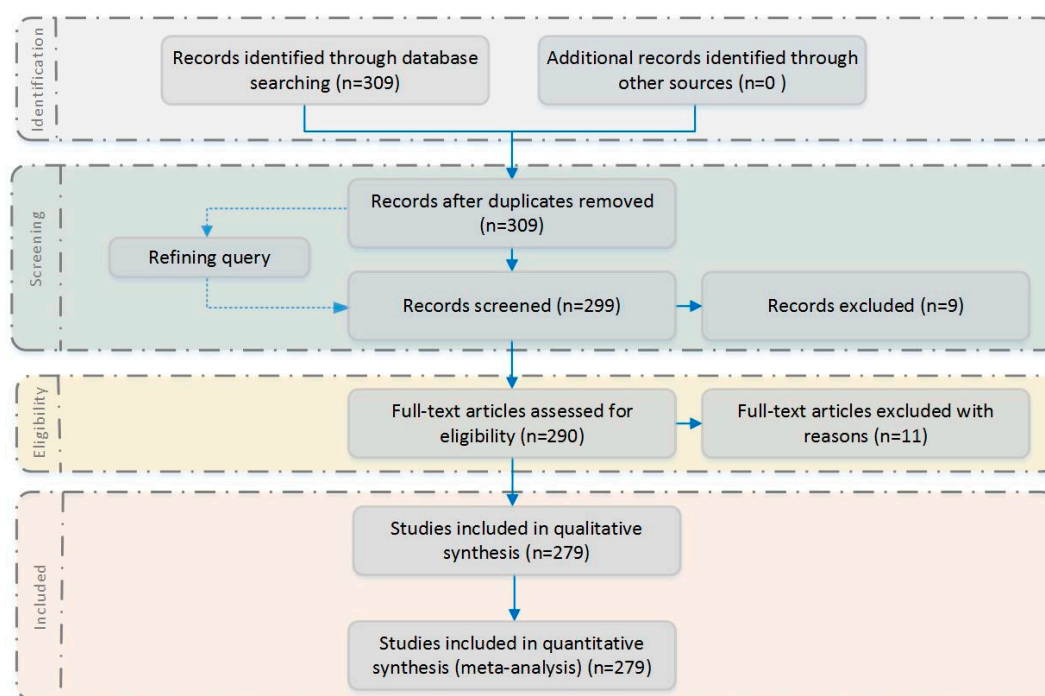 Identification
Records identified through database
searching (n=309)
Additional records identified through
other sources (n=0 )
Screening
Records after duplicates removed
(n=309)
Refining query
Records screened (n=299)
Records excluded (n=9)
Eligibility
Full-text articles assessed for
eligibility (n=290)
Full-text articles excluded with
reasons (n=11)
Included
Studies included in qualitative
synthesis (n=279)
Studies included in quantitative
synthesis (meta-analysis) (n=279)